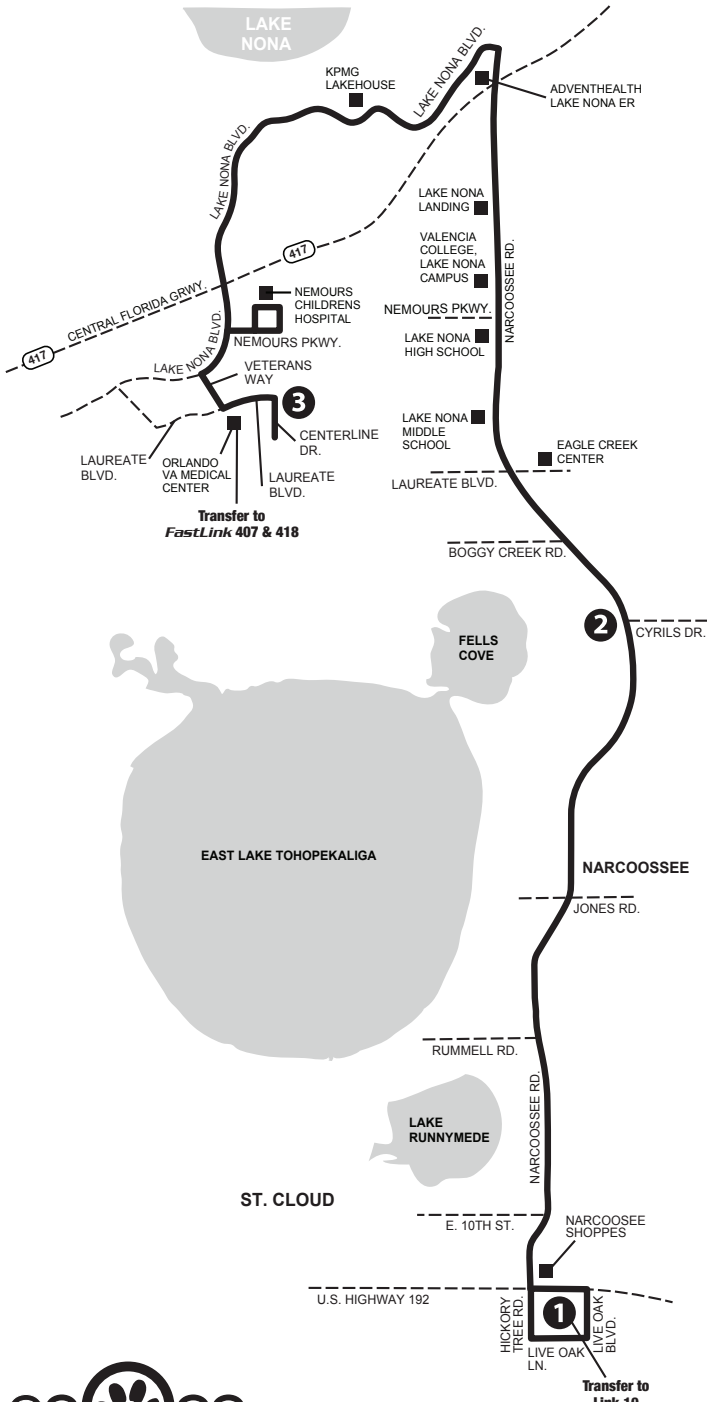 LAKE
NONA
KPMG
LAKEHOUSE
LAKE NONA BLVD.
ADVENTHEALTH
LAKE NONA ER
LAKE NONA BLVD.
LAKE NONA
LANDING
VALENCIA
COLLEGE,
LAKE NONA
CAMPUS
NARCOOSSEE RD.
417
CENTRAL FLORIDA GRWY.
417
NEMOURS
CHILDRENS
HOSPITAL
NEMOURS PKWY.
NEMOURS PKWY.
LAKE NONA
HIGH SCHOOL
LAKE NONA BLVD.
VETERANS
WAY
3
LAKE NONA
MIDDLE
SCHOOL
CENTERLINE
DR.
EAGLE CREEK
CENTER
LAUREATE
BLVD.
ORLANDO
VA MEDICAL
CENTER
LAUREATE
BLVD.
LAUREATE BLVD.
Transfer to
FastLink 407 & 418
BOGGY CREEK RD.
2
CYRILS DR.
FELLS
COVE
EAST LAKE TOHOPEKALIGA
NARCOOSSEE
JONES RD.
RUMMELL RD.
NARCOOSSEE RD.
LAKE
RUNNYMEDE
ST. CLOUD
E. 10TH ST.
NARCOOSEE
SHOPPES
U.S. HIGHWAY 192
HICKORY
TREE RD.
1
LIVE OAK
BLVD.
LIVE OAK
LN.
Transfer to
Link 10